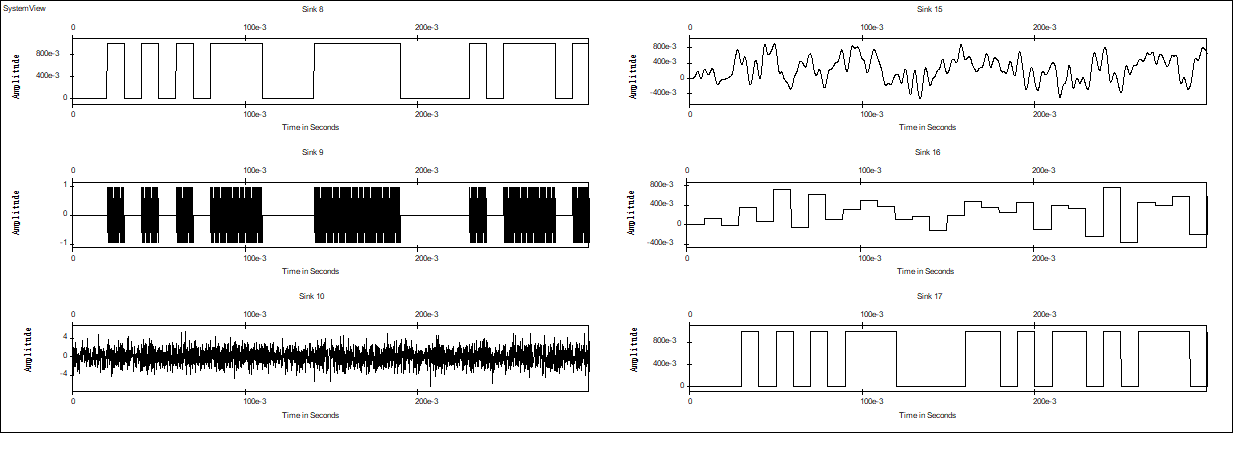 SystemView
Sink 8
0 100e-3 200e-3
Amplitude
800e-3
400e-3
0
0 100e-3 200e-3
Time in Seconds
Sink 9
0 100e-3 200e-3
Amplitude
1
0
-1
0 100e-3 200e-3
Time in Seconds
Sink 10
0 100e-3 200e-3
Amplitude
4
0
-4
0 100e-3 200e-3
Time in Seconds
Sink 15
0 100e-3 200e-3
Amplitude
800e-3
400e-3
0
-400e-3
0 100e-3 200e-3
Time in Seconds
Sink 16
0 100e-3 200e-3
Amplitude
800e-3
400e-3
0
-400e-3
0 100e-3 200e-3
Time in Seconds
Sink 17
0 100e-3 200e-3
Amplitude
800e-3
400e-3
0
0 100e-3 200e-3
Time in Seconds